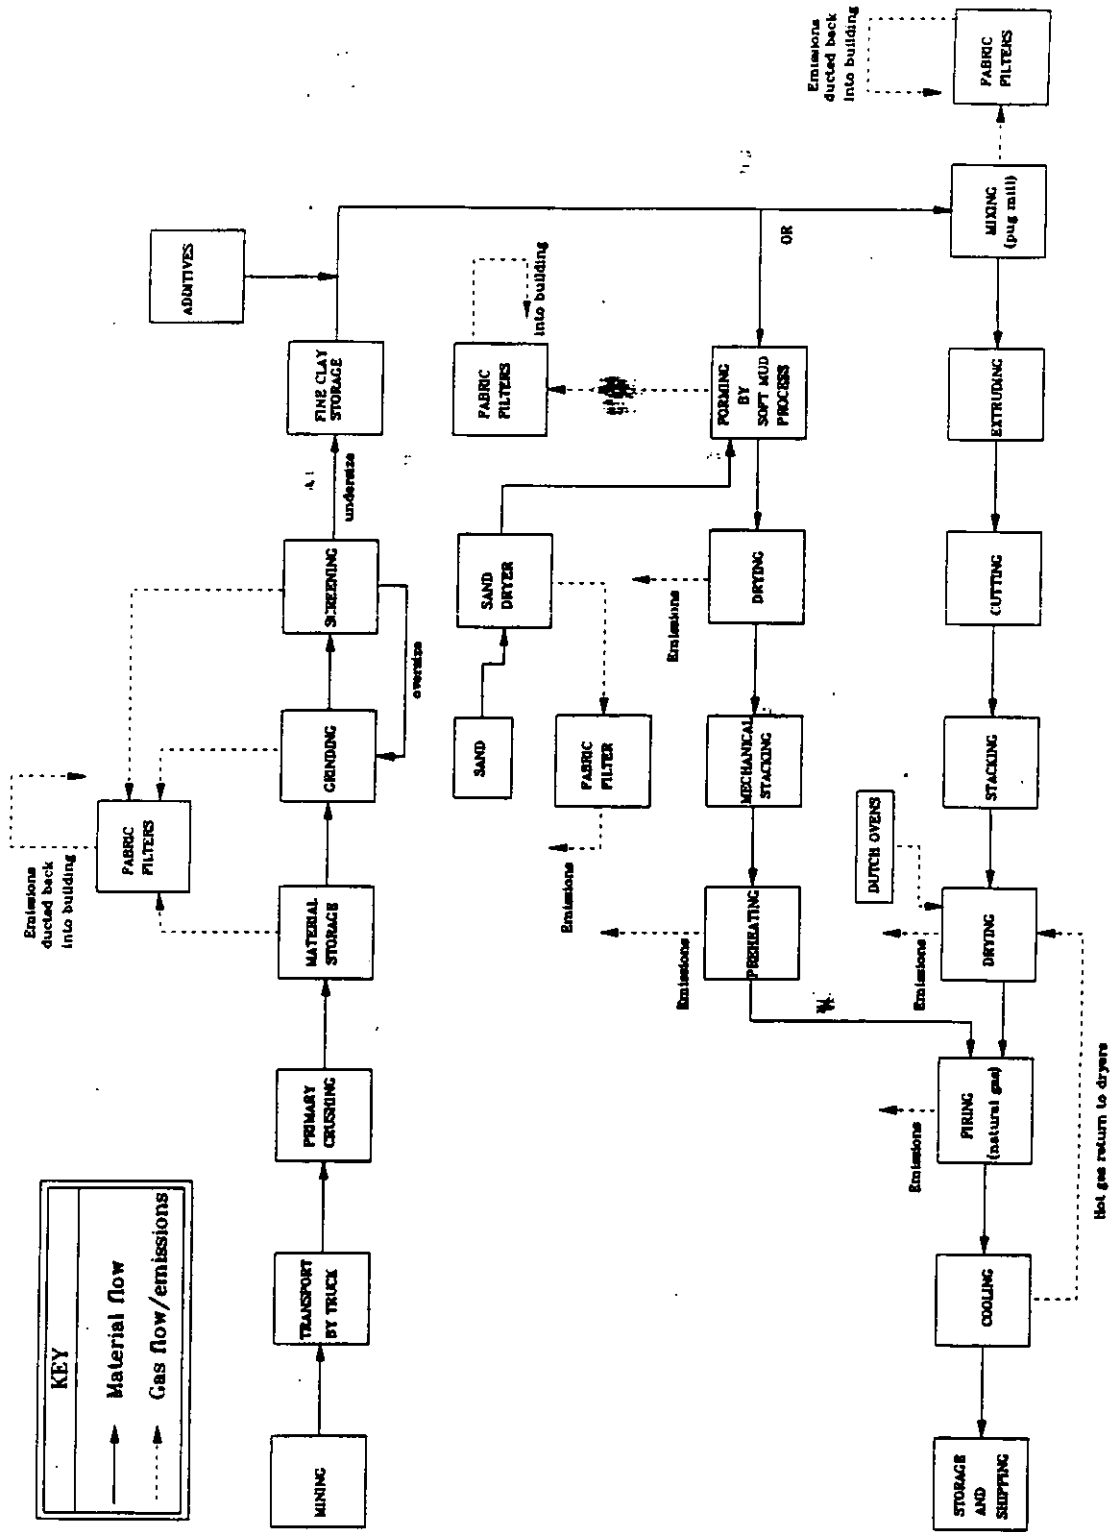 KEY
Material flow
Gas flow/emissions
Emissions
ducted back
into building
FABRIC
FILTERS
MINING
TRANSPORT
BY TRUCK
PRIMARY
CRUSHING
MATERIAL
STORAGE
GRINDING
SCREENING
oversize
undersize
FINE CLAY
STORAGE
ADDITIVES
SAND
SAND
DRYER
FABRIC
FILTERS
into building
FABRIC
FILTER
Emissions
OR
FORMING
BY
SOFT MUD
PROCESS
DRYING
Emissions
MECHANICAL
STACKING
PREHEATING
Emissions
Emissions
ducted back
into building
FABRIC
FILTERS
MIXING
(pug mill)
EXTRUDING
CUTTING
STACKING
DUTCH OVENS
DRYING
Emissions
FIRING
(natural gas)
Emissions
Hot gas return to dryers
COOLING
STORAGE
AND
SHIPPING